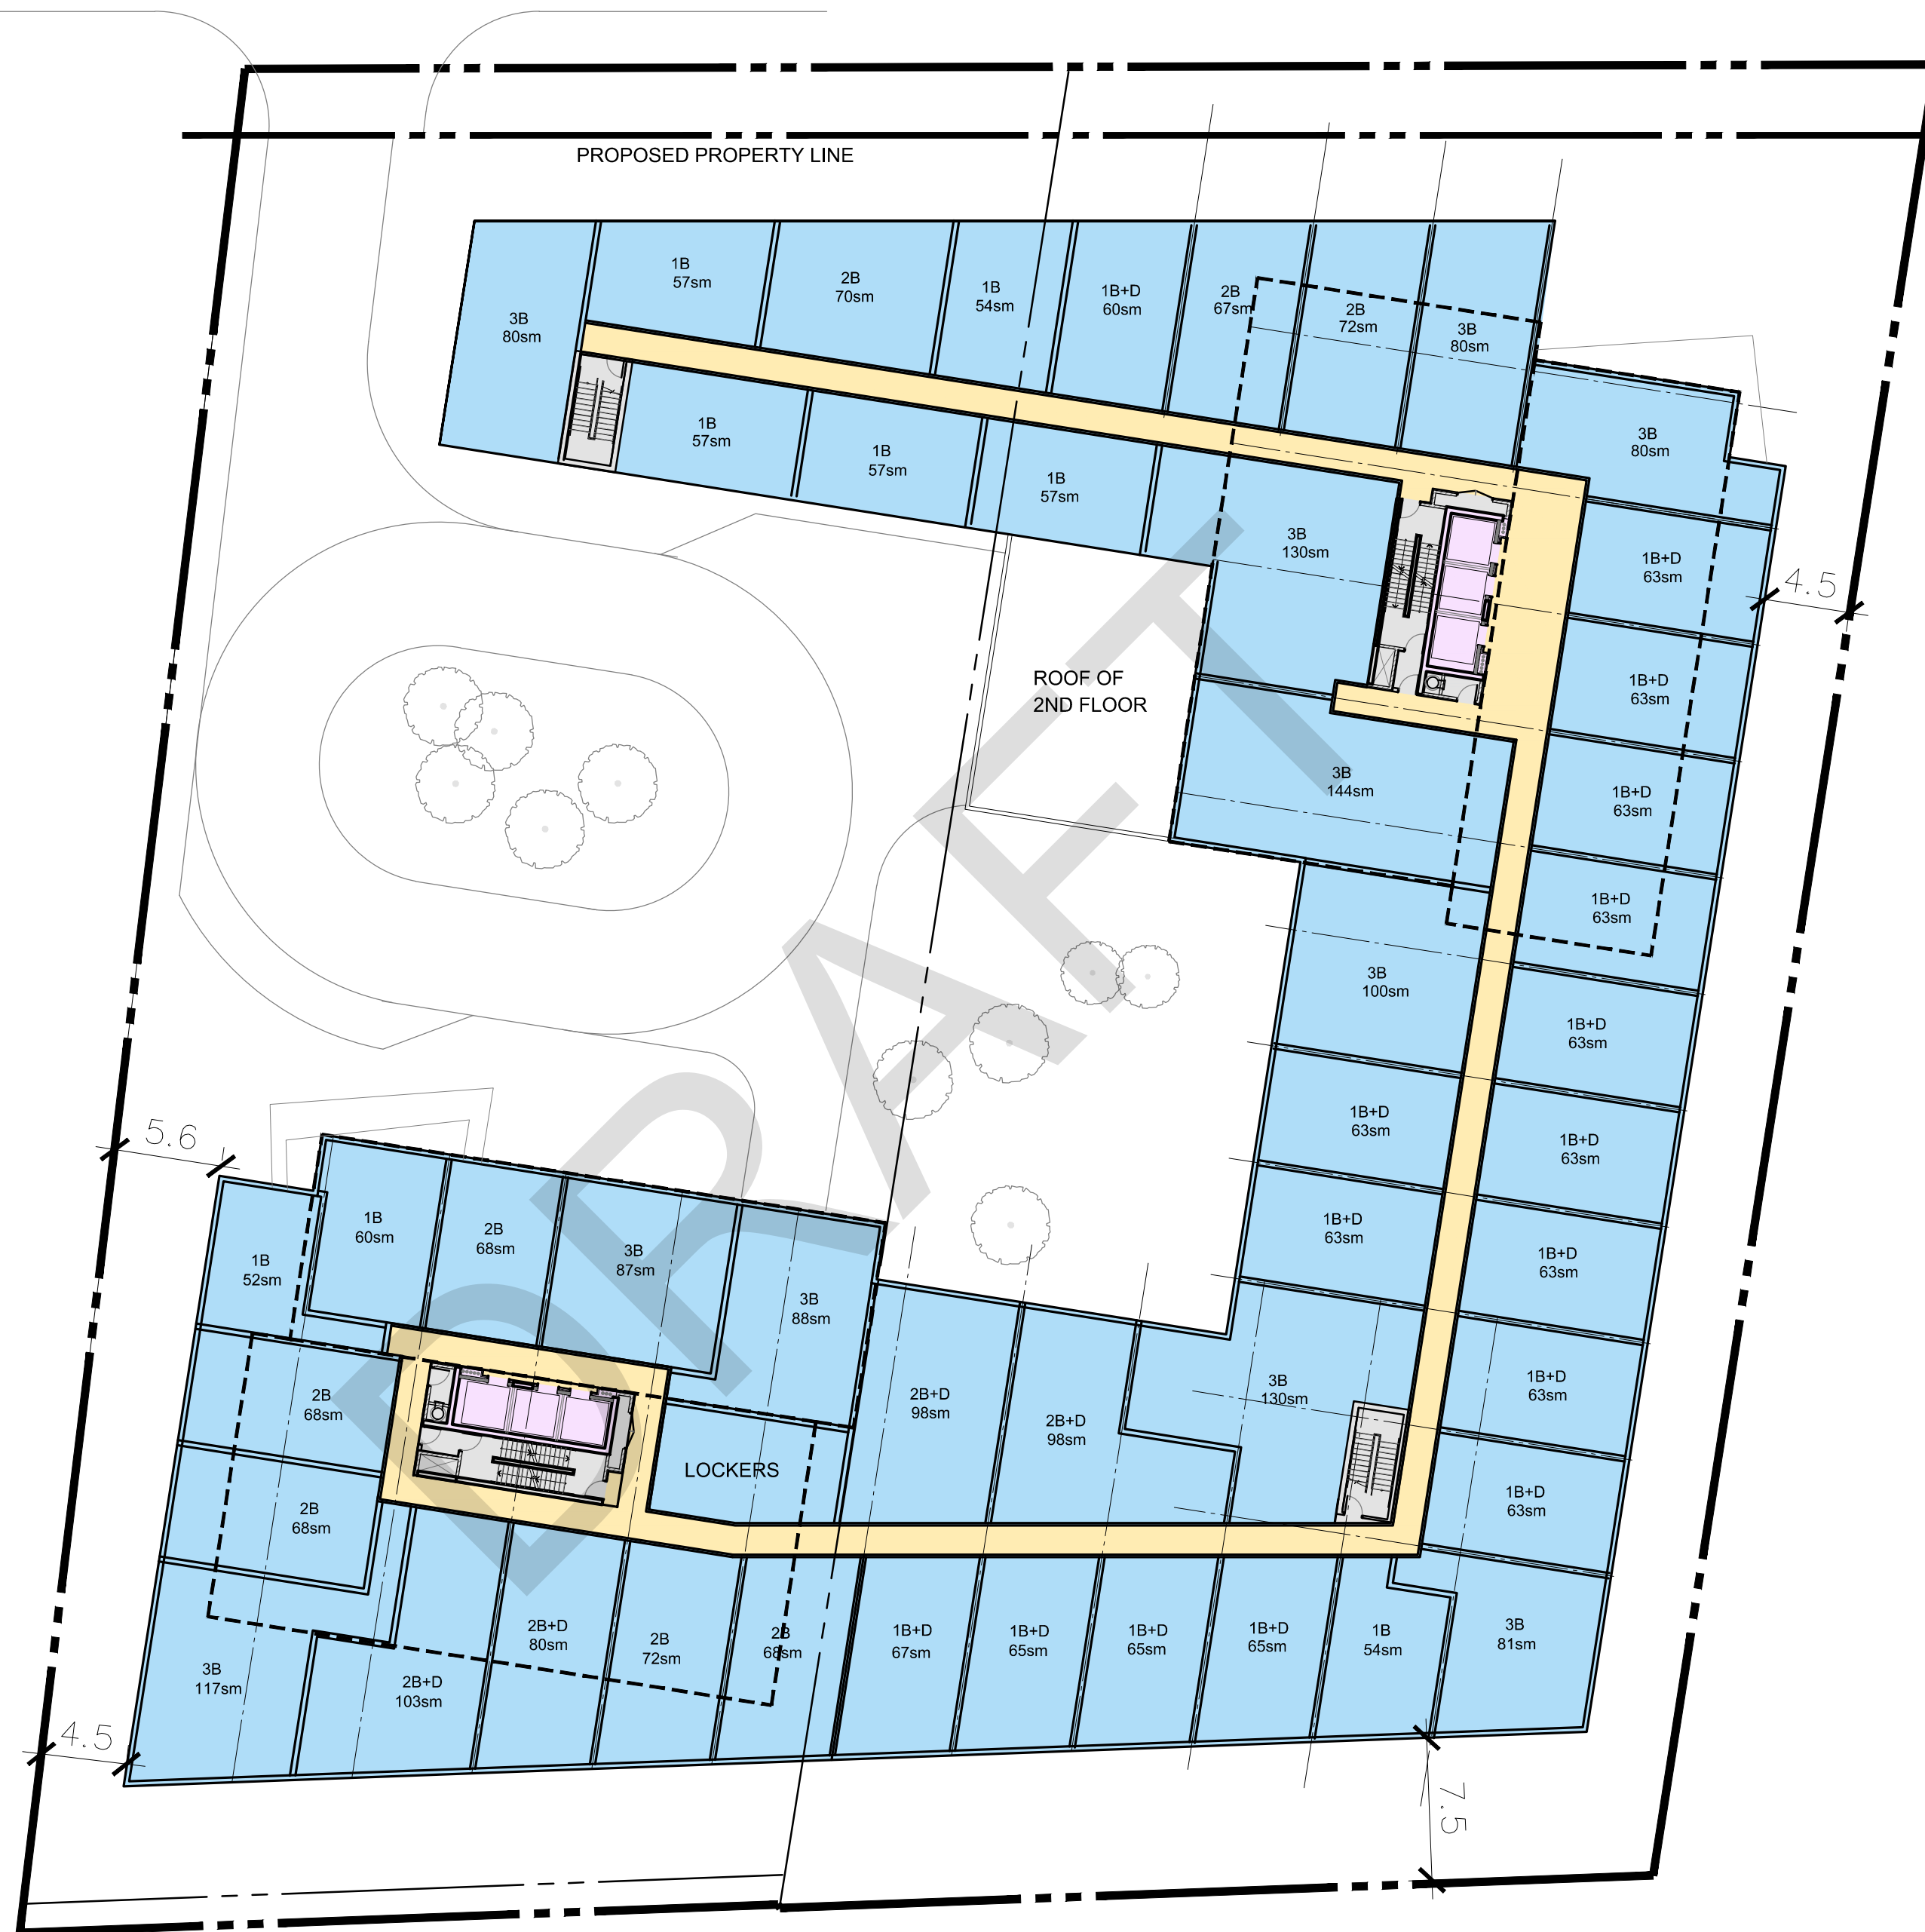 PROPOSED PROPERTY LINE
3B
80sm
1B
57sm
2B
70sm
1B
54sm
1B+D
60sm
2B
67sm
2B
72sm
3B
80sm
3B
80sm
1B
57sm
1B
57sm
1B
57sm
3B
130sm
1B+D
63sm
4.5
1B+D
63sm
ROOF OF
2ND FLOOR
3B
144sm
1B+D
63sm
1B+D
63sm
3B
100sm
1B+D
63sm
1B+D
63sm
1B+D
63sm
1B+D
63sm
1B+D
63sm
1B+D
63sm
1B+D
63sm
DRAFT
5.6
1B
52sm
1B
60sm
2B
68sm
3B
87sm
3B
88sm
2B
68sm
2B+D
98sm
2B+D
98sm
3B
130sm
LOCKERS
2B
68sm
3B
117sm
2B+D
103sm
2B+D
80sm
2B
72sm
2B
68sm
1B+D
67sm
1B+D
65sm
1B+D
65sm
1B+D
65sm
1B
54sm
3B
81sm
1B+D
63sm
4.5
7.5